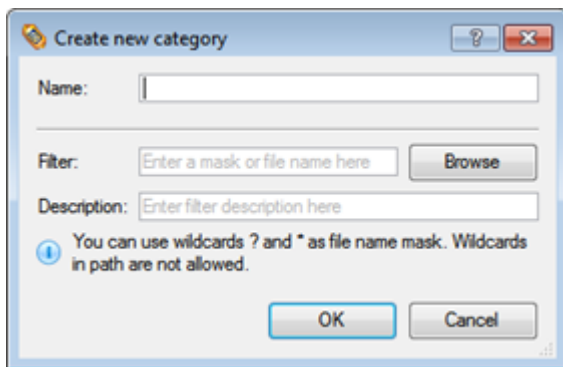 Create new category
Name:
Filter: Enter a mask or file name here Browse
Description: Enter filter description here
You can use wildcards ? and * as file name mask. Wildcards
in path are not allowed.
OK Cancel